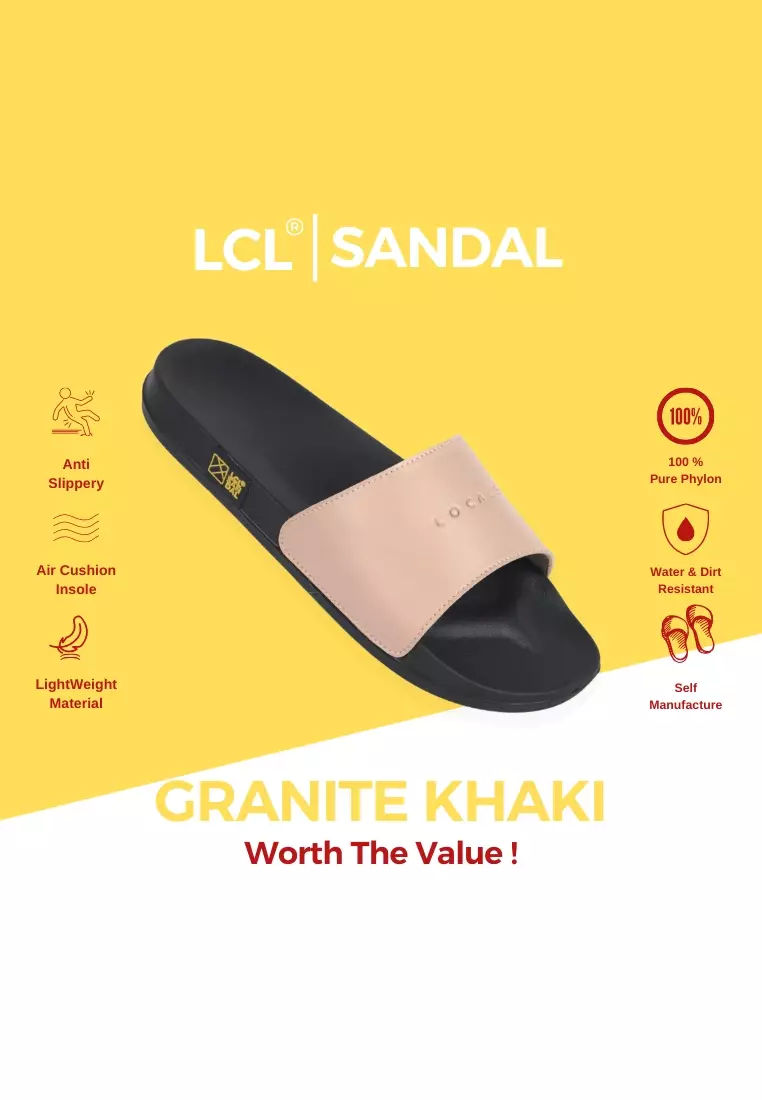 LCL® | SANDAL
Anti
Slippery
Air Cushion
Insole
LightWeight
Material
100%
100 %
Pure Phylon
Water & Dirt
Resistant
Self
Manufacture
GRANITE KHAKI
Worth The Value !